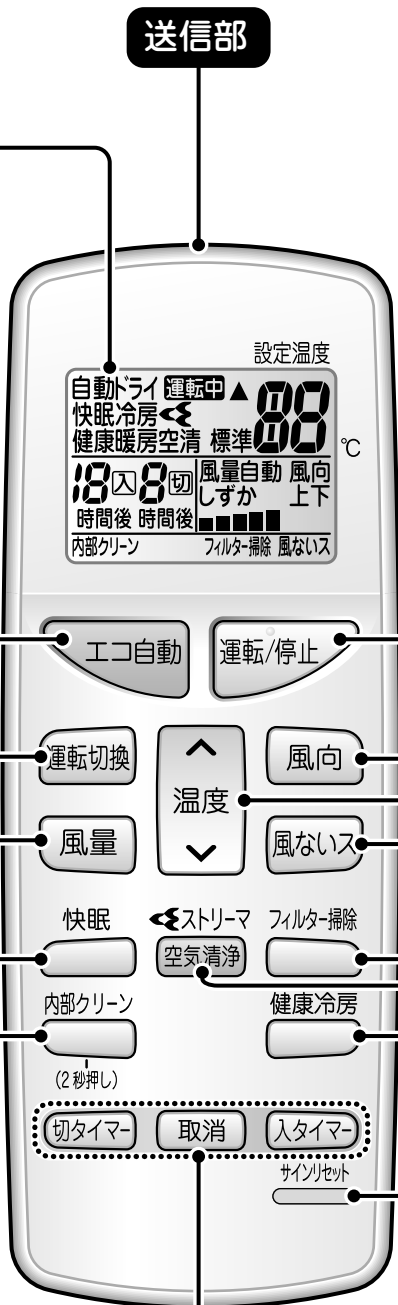 送信部
設定温度
自動ドライ 運転中 ▲ 88
快眠冷房
健康暖房空清 標準 ℃
18入8切 風量自動 風向
しずか 上下
時間後 時間後
内部クリーン フィルター掃除 風ないス
エコ自動 運転/停止
運転切換 温度 風向
風量 風ないス
快眠 ストリーマ フィルター掃除
空気清浄
内部クリーン 健康冷房
(2秒押し)
切タイマー 取消 入タイマー
サインリセット